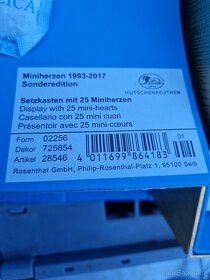 Miniherzen 1993-2017
Sonderedition
HUTSCHENREUTHER
Setzkasten mit 25 Miniherzen
Display with 25 mini-hearts
Casellario con 25 mini cuori
Présentoir avec 25 mini-cœurs
Form 02256
Dekor 725854
Artikel 28546
01
4 011699 864183
Rosenthal GmbH, Philip-Rosenthal-Platz 1, 95100 Selb